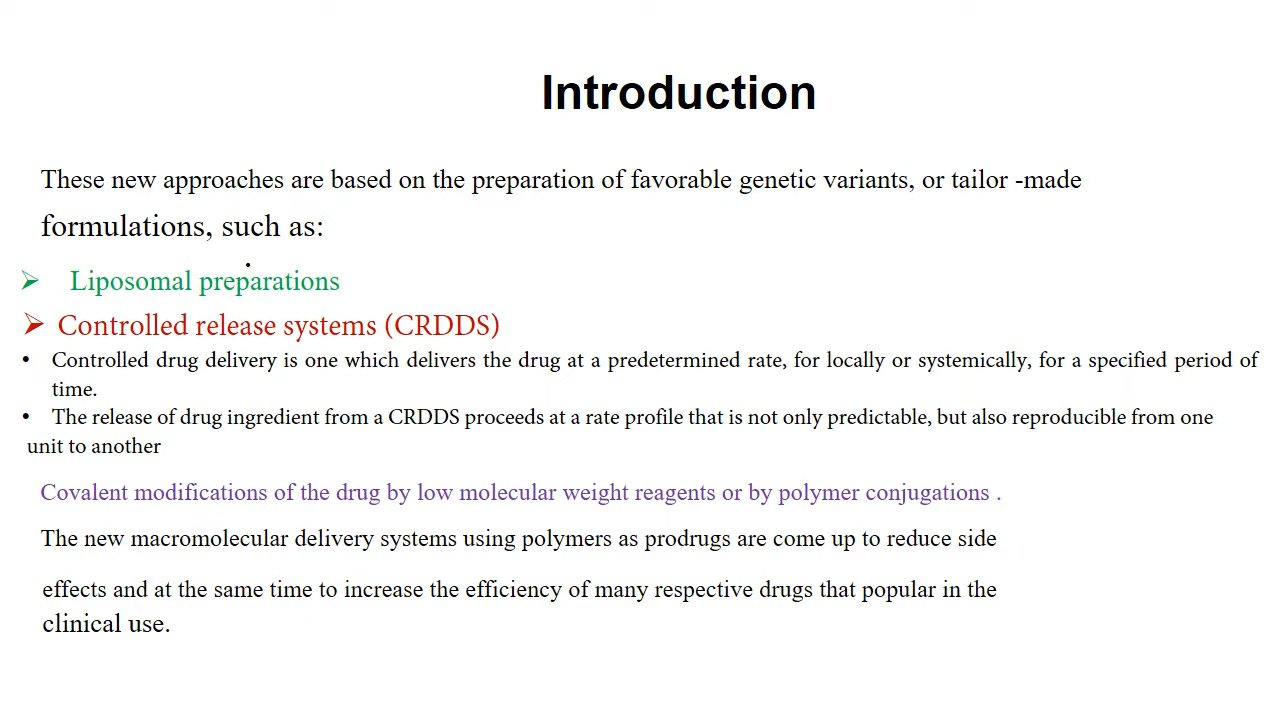 Introduction
These new approaches are based on the preparation of favorable genetic variants, or tailor -made
formulations, such as:
➢ Liposomal preparations
➢ Controlled release systems (CRDDS)
• Controlled drug delivery is one which delivers the drug at a predetermined rate, for locally or systemically, for a specified period of
time.
• The release of drug ingredient from a CRDDS proceeds at a rate profile that is not only predictable, but also reproducible from one
unit to another
Covalent modifications of the drug by low molecular weight reagents or by polymer conjugations .
The new macromolecular delivery systems using polymers as prodrugs are come up to reduce side
effects and at the same time to increase the efficiency of many respective drugs that popular in the
clinical use.